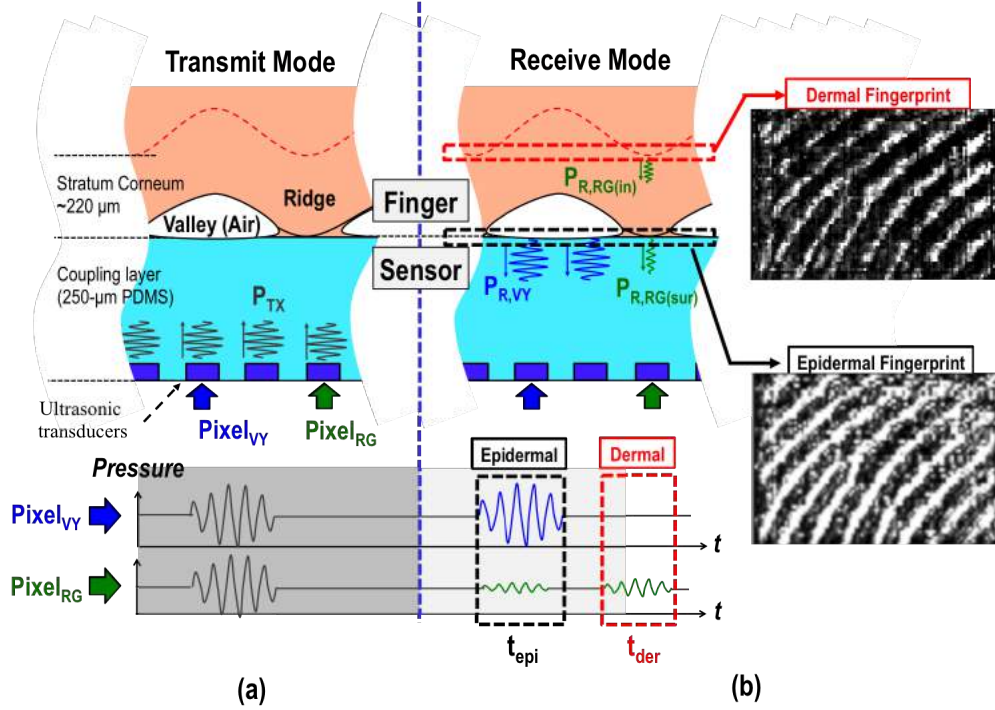 Transmit Mode
Receive Mode
Dermal Fingerprint
Stratum Corneum
~220 μm
Ridge
Valley (Air)
Finger
Sensor
P_R,RG(in)
Coupling layer
(250-μm PDMS)
P_TX
P_R,VY
P_R,RG(sur)
Epidermal Fingerprint
Ultrasonic
transducers
Pixel_VY
Pixel_RG
Pressure
Epidermal
Dermal
Pixel_VY
t
Pixel_RG
t
t_epi
t_der
(a)
(b)